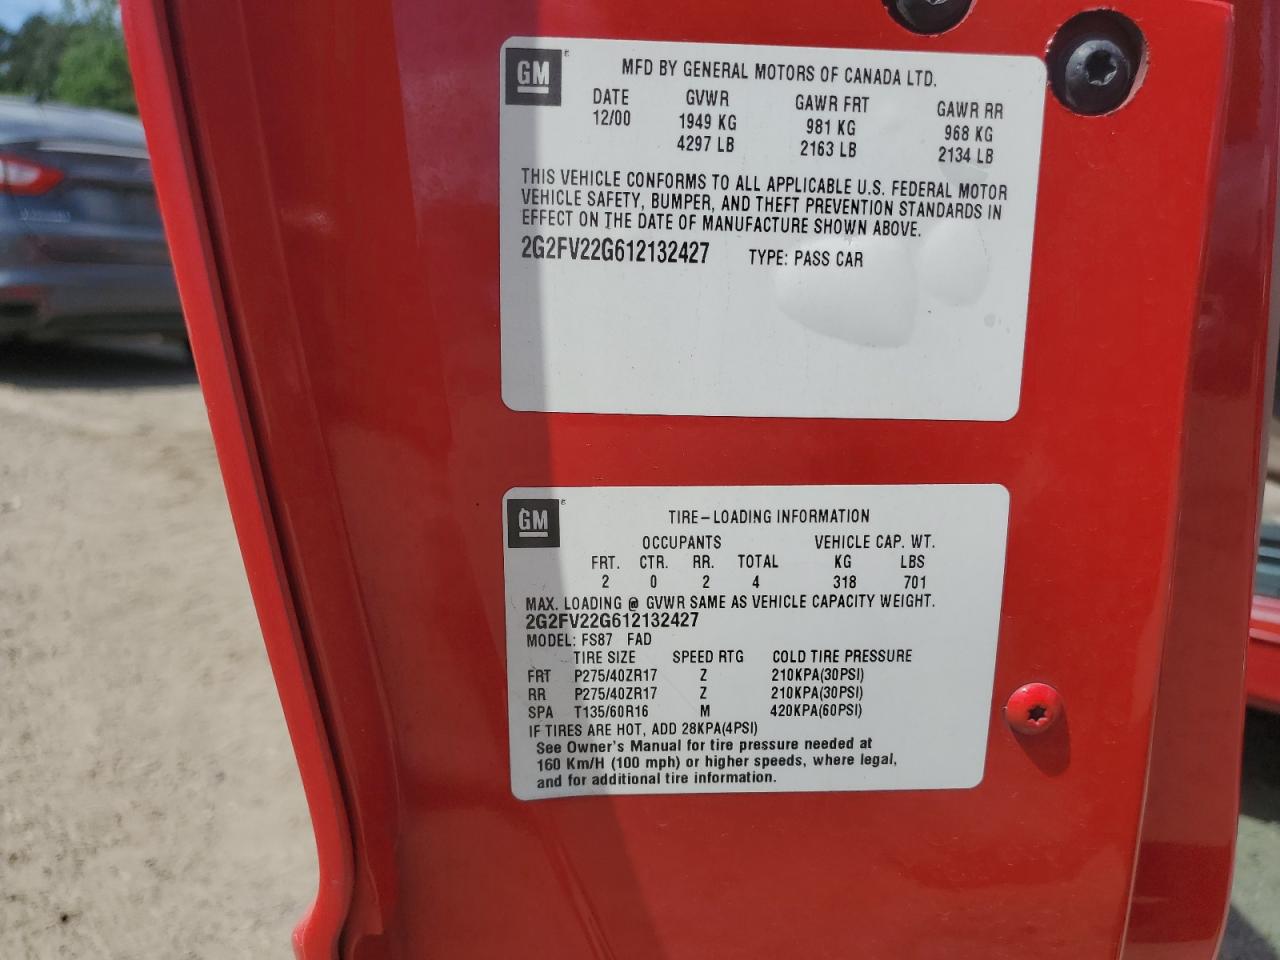 GM
MFD BY GENERAL MOTORS OF CANADA LTD.
DATE GVWR GAWR FRT GAWR RR
12/00 1949 KG 981 KG 968 KG
4297 LB 2163 LB 2134 LB
THIS VEHICLE CONFORMS TO ALL APPLICABLE U.S. FEDERAL MOTOR
VEHICLE SAFETY, BUMPER, AND THEFT PREVENTION STANDARDS IN
EFFECT ON THE DATE OF MANUFACTURE SHOWN ABOVE.
2G2FV22G612132427 TYPE: PASS CAR
GM
TIRE-LOADING INFORMATION
OCCUPANTS VEHICLE CAP. WT.
FRT. CTR. RR. TOTAL KG LBS
2 0 2 4 318 701
MAX. LOADING @ GVWR SAME AS VEHICLE CAPACITY WEIGHT.
2G2FV22G612132427
MODEL: FS87 FAD
TIRE SIZE SPEED RTG COLD TIRE PRESSURE
FRT P275/40ZR17 Z 210KPA(30PSI)
RR P275/40ZR17 Z 210KPA(30PSI)
SPA T135/60R16 M 420KPA(60PSI)
IF TIRES ARE HOT, ADD 28KPA(4PSI)
See Owner's Manual for tire pressure needed at
160 Km/H (100 mph) or higher speeds, where legal,
and for additional tire information.